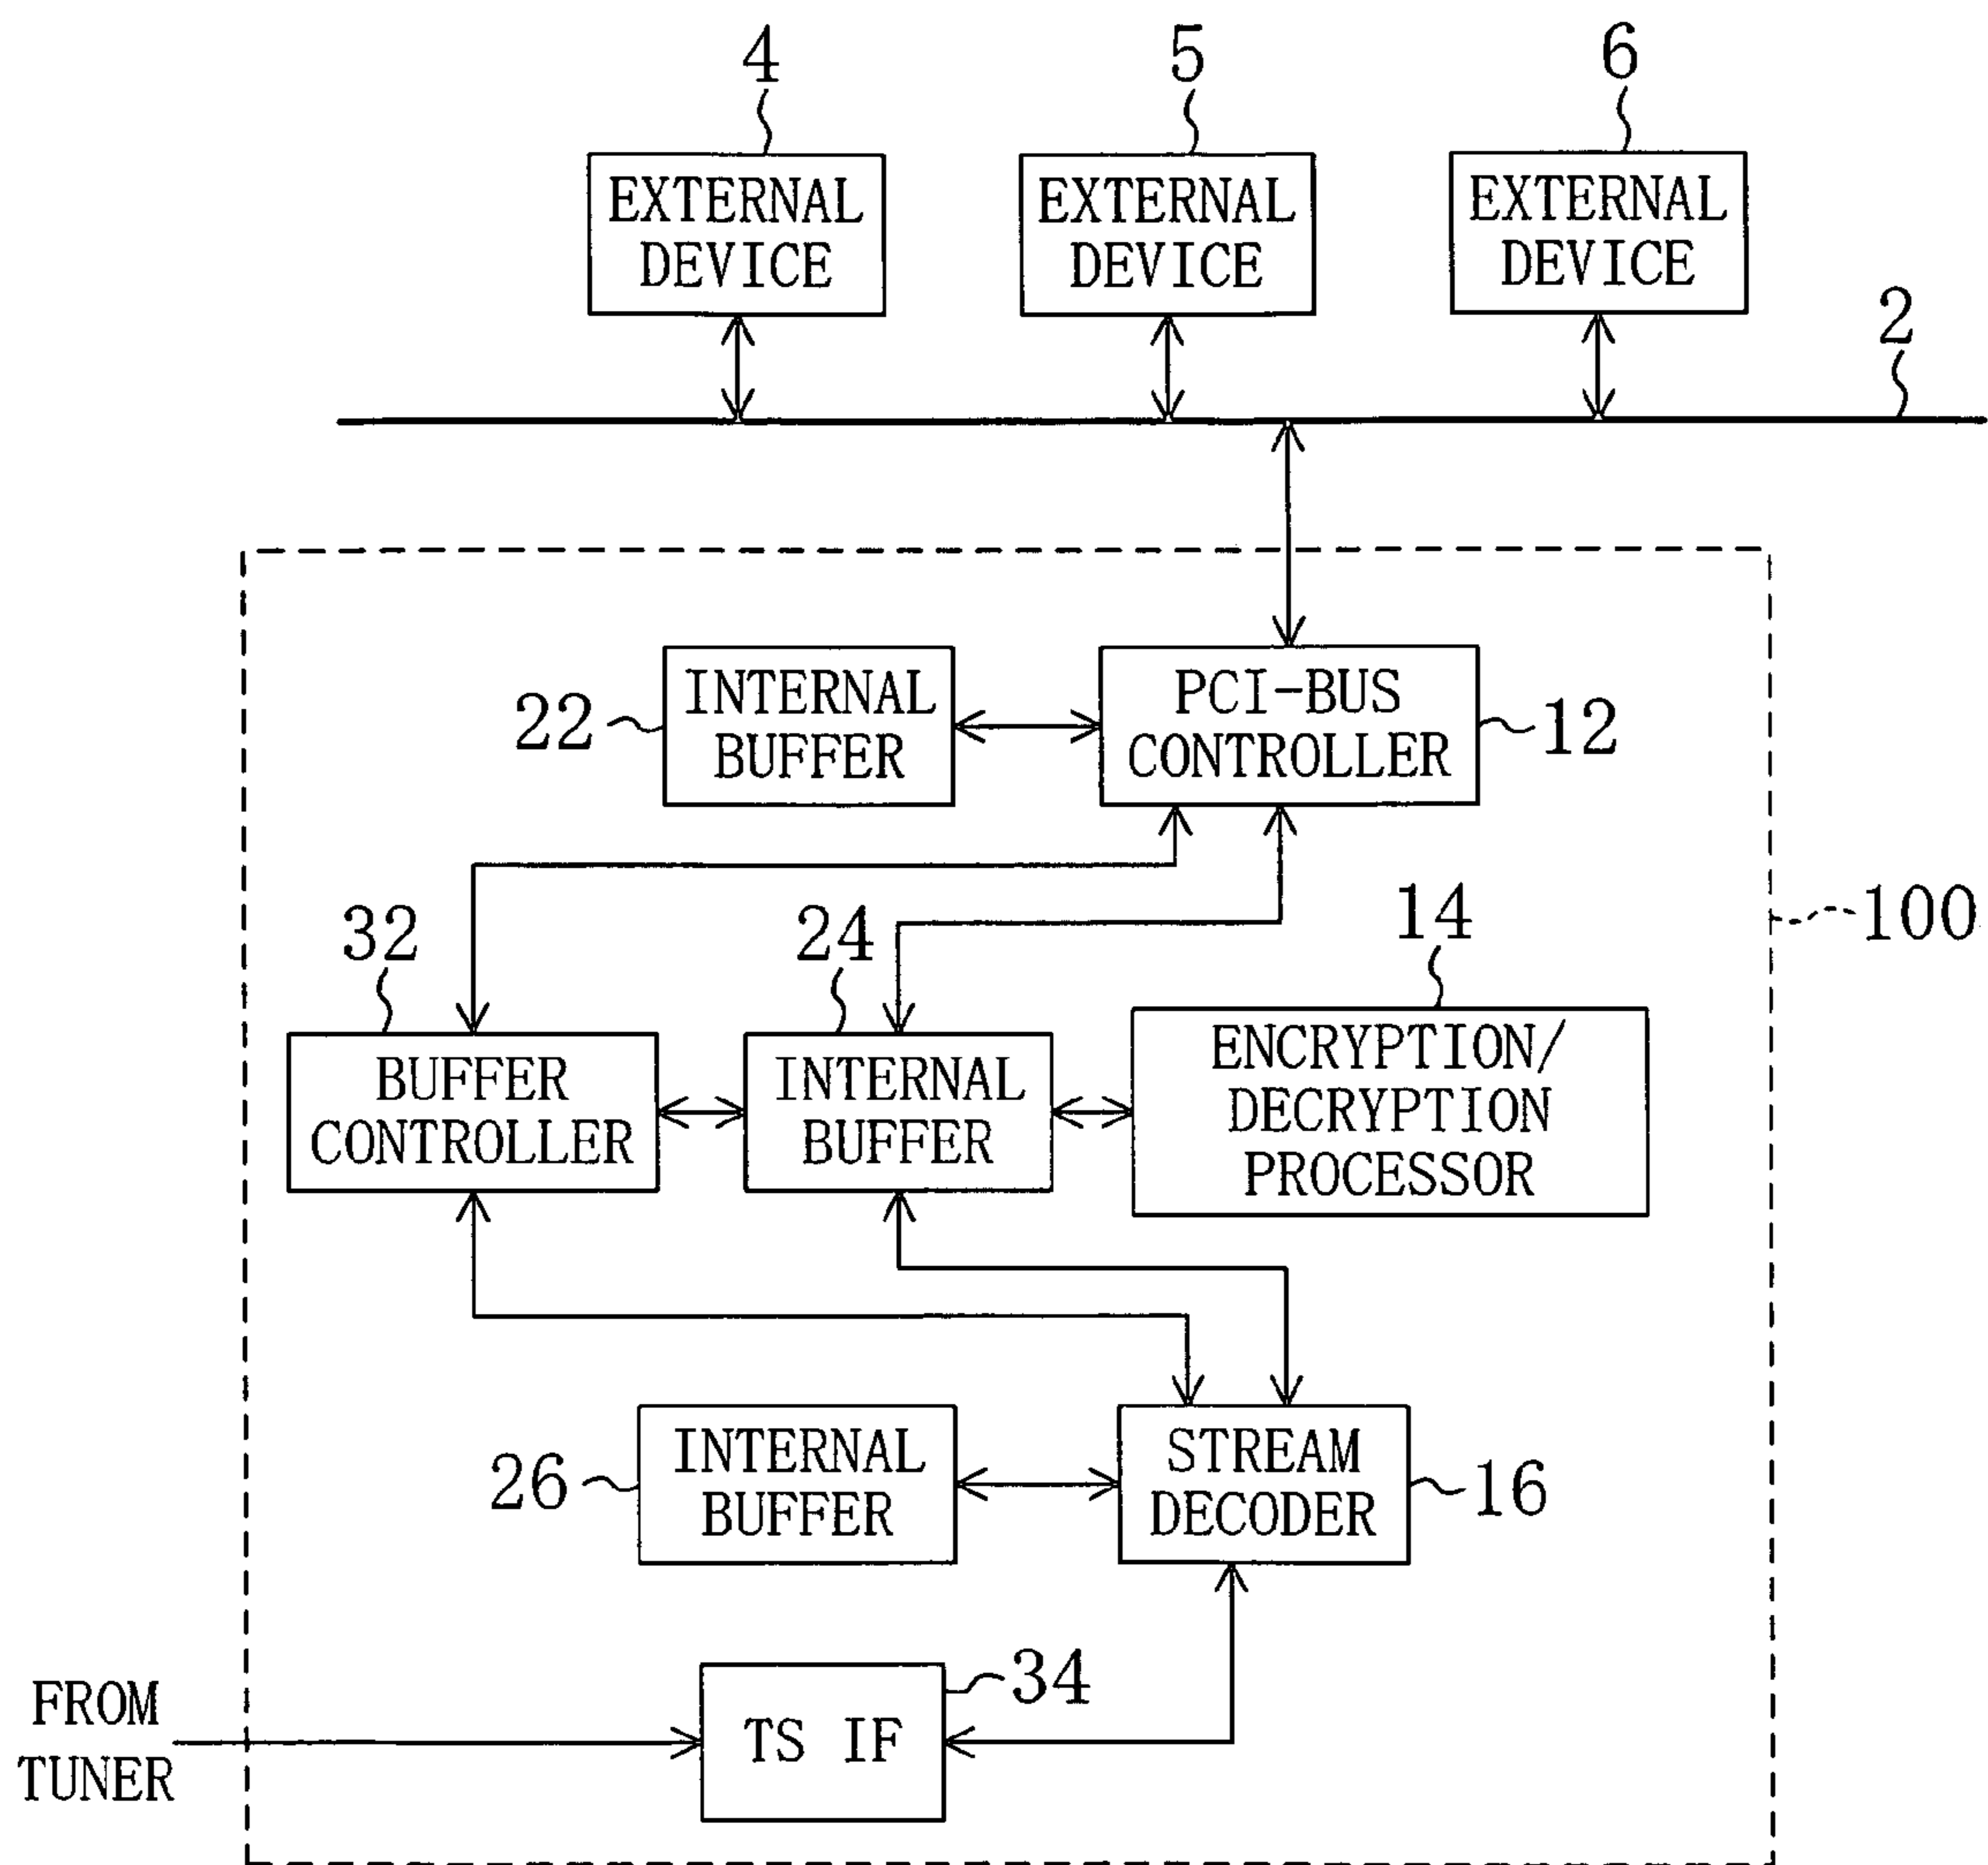 4
5
6
EXTERNAL
DEVICE
EXTERNAL
DEVICE
EXTERNAL
DEVICE
2
22
INTERNAL
BUFFER
PCI-BUS
CONTROLLER
12
32
24
14
100
BUFFER
CONTROLLER
INTERNAL
BUFFER
ENCRYPTION/
DECRYPTION
PROCESSOR
26
INTERNAL
BUFFER
STREAM
DECODER
16
34
FROM
TUNER
TS IF